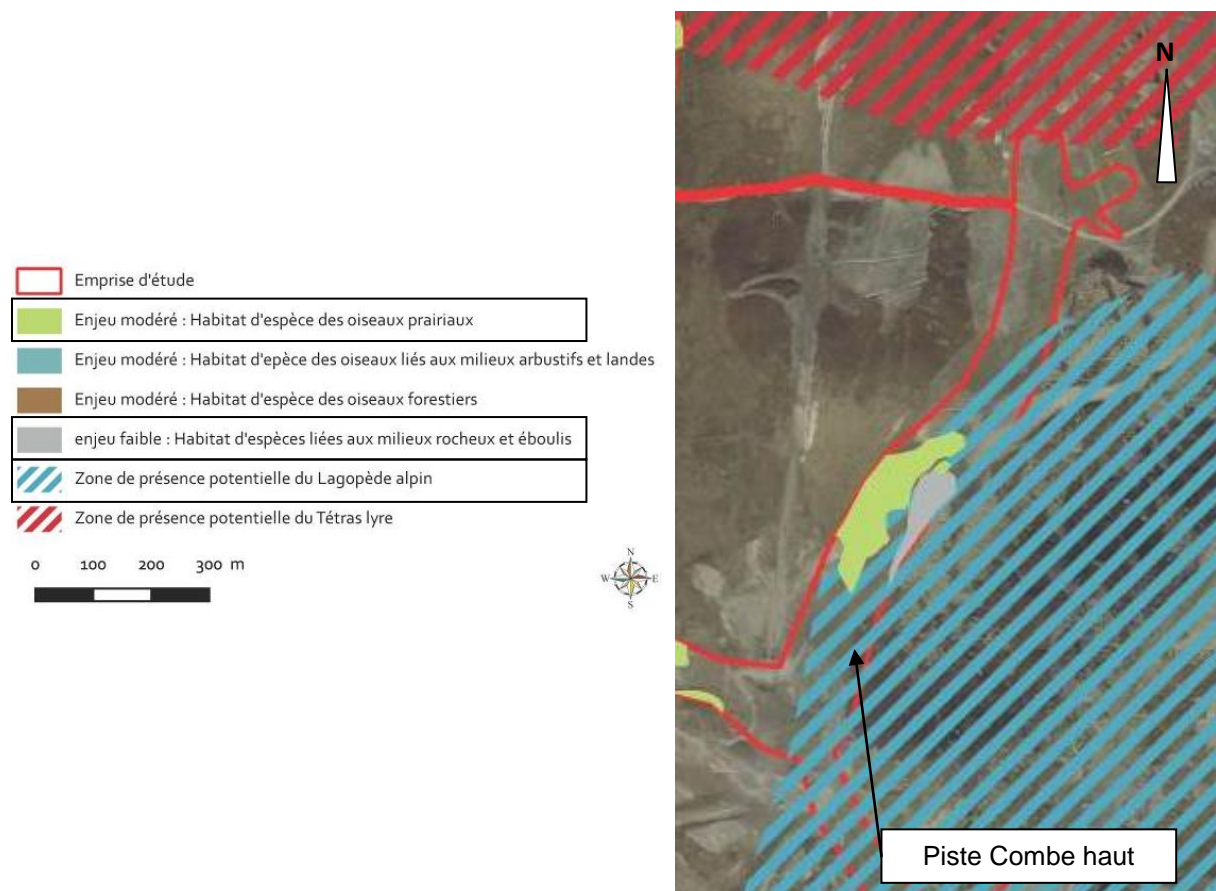 Emprise d'étude
Enjeu modéré : Habitat d'espèce des oiseaux prairiaux
Enjeu modéré : Habitat d'epèce des oiseaux liés aux milieux arbustifs et landes
Enjeu modéré : Habitat d'espèce des oiseaux forestiers
enjeu faible : Habitat d'espèces liées aux milieux rocheux et éboulis
Zone de présence potentielle du Lagopède alpin
Zone de présence potentielle du Tétras lyre
0 100 200 300 m
N
W E
S
N
Piste Combe haut